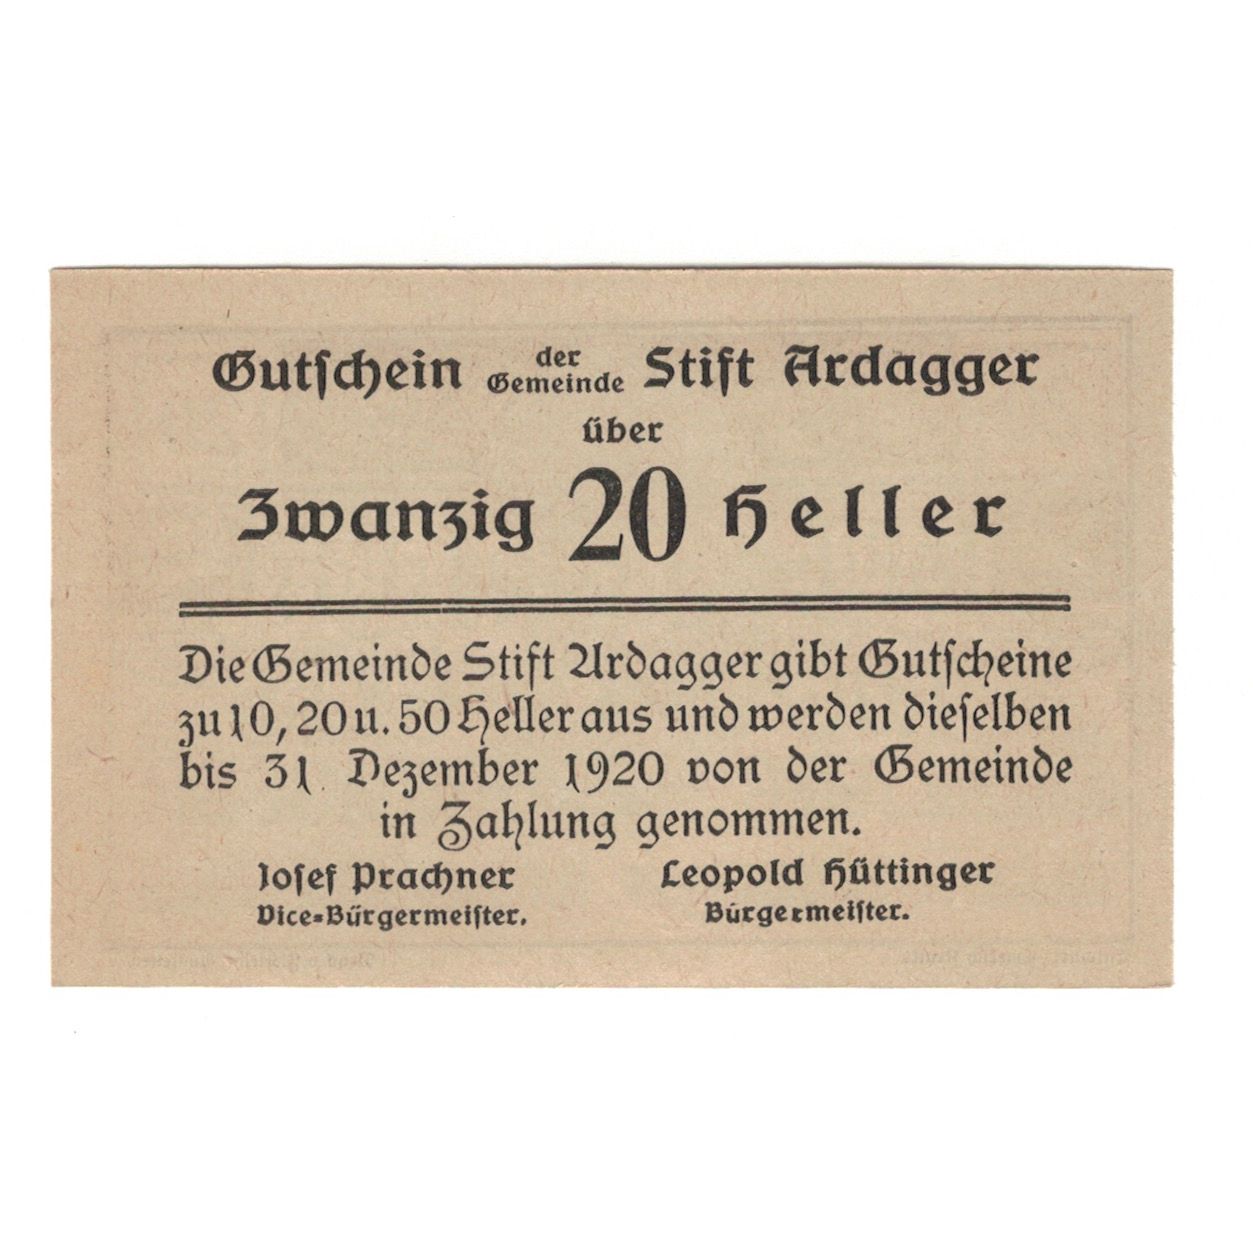 Gutschein der Gemeinde Stift Ardagger
über
Zwanzig 20 Heller
Die Gemeinde Stift Ardagger gibt Gutscheine
zu 10, 20 u. 50 Heller aus und werden dieselben
bis 31. Dezember 1920 von der Gemeinde
in Zahlung genommen.
Josef Prachner Leopold Hüttinger
Vice-Bürgermeister. Bürgermeister.